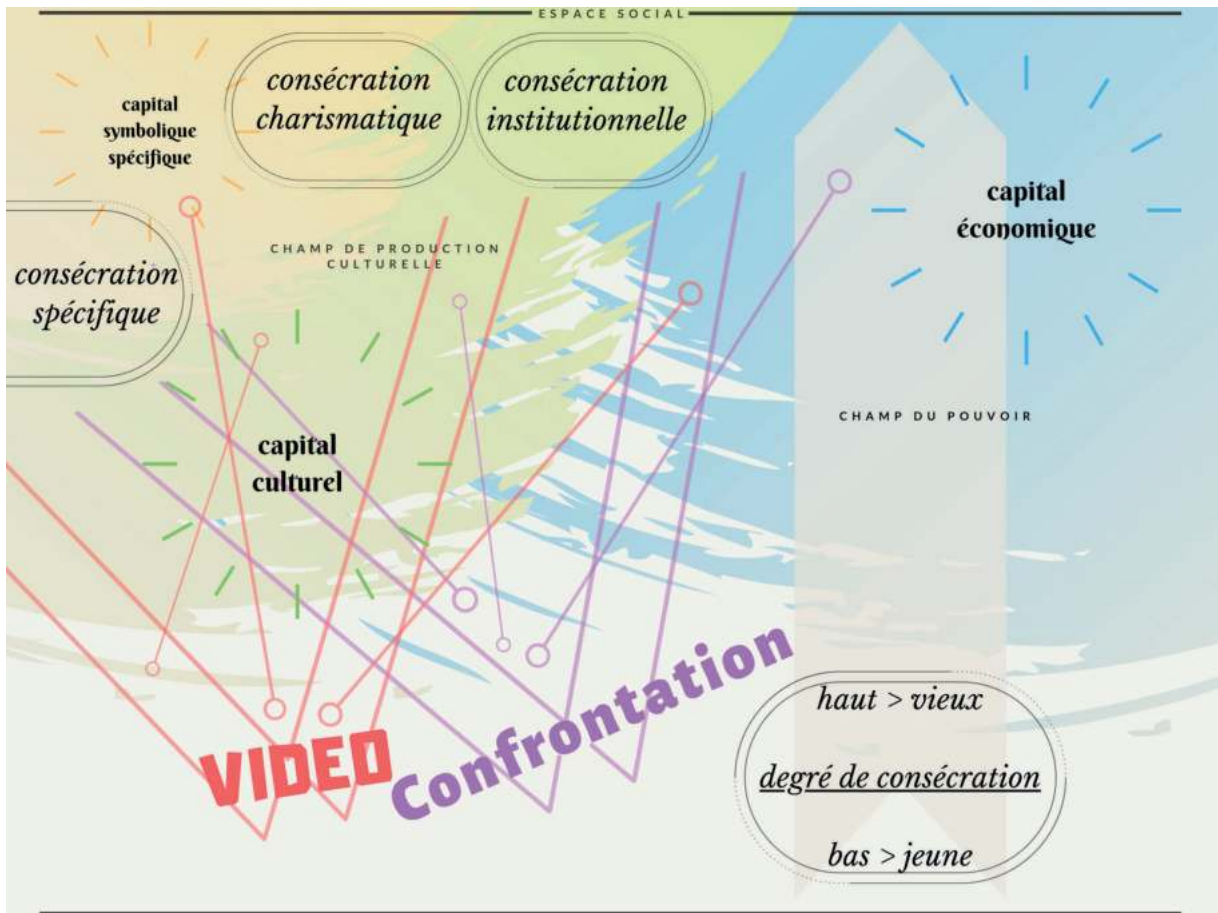 ESPACE SOCIAL
capital
symbolique
spécifique
consécration
charismatique
consécration
institutionnelle
capital
économique
consécration
spécifique
CHAMP DE PRODUCTION
CULTURELLE
CHAMP DU POUVOIR
capital
culturel
VIDEO
Confrontation
haut > vieux
degré de consécration
bas > jeune